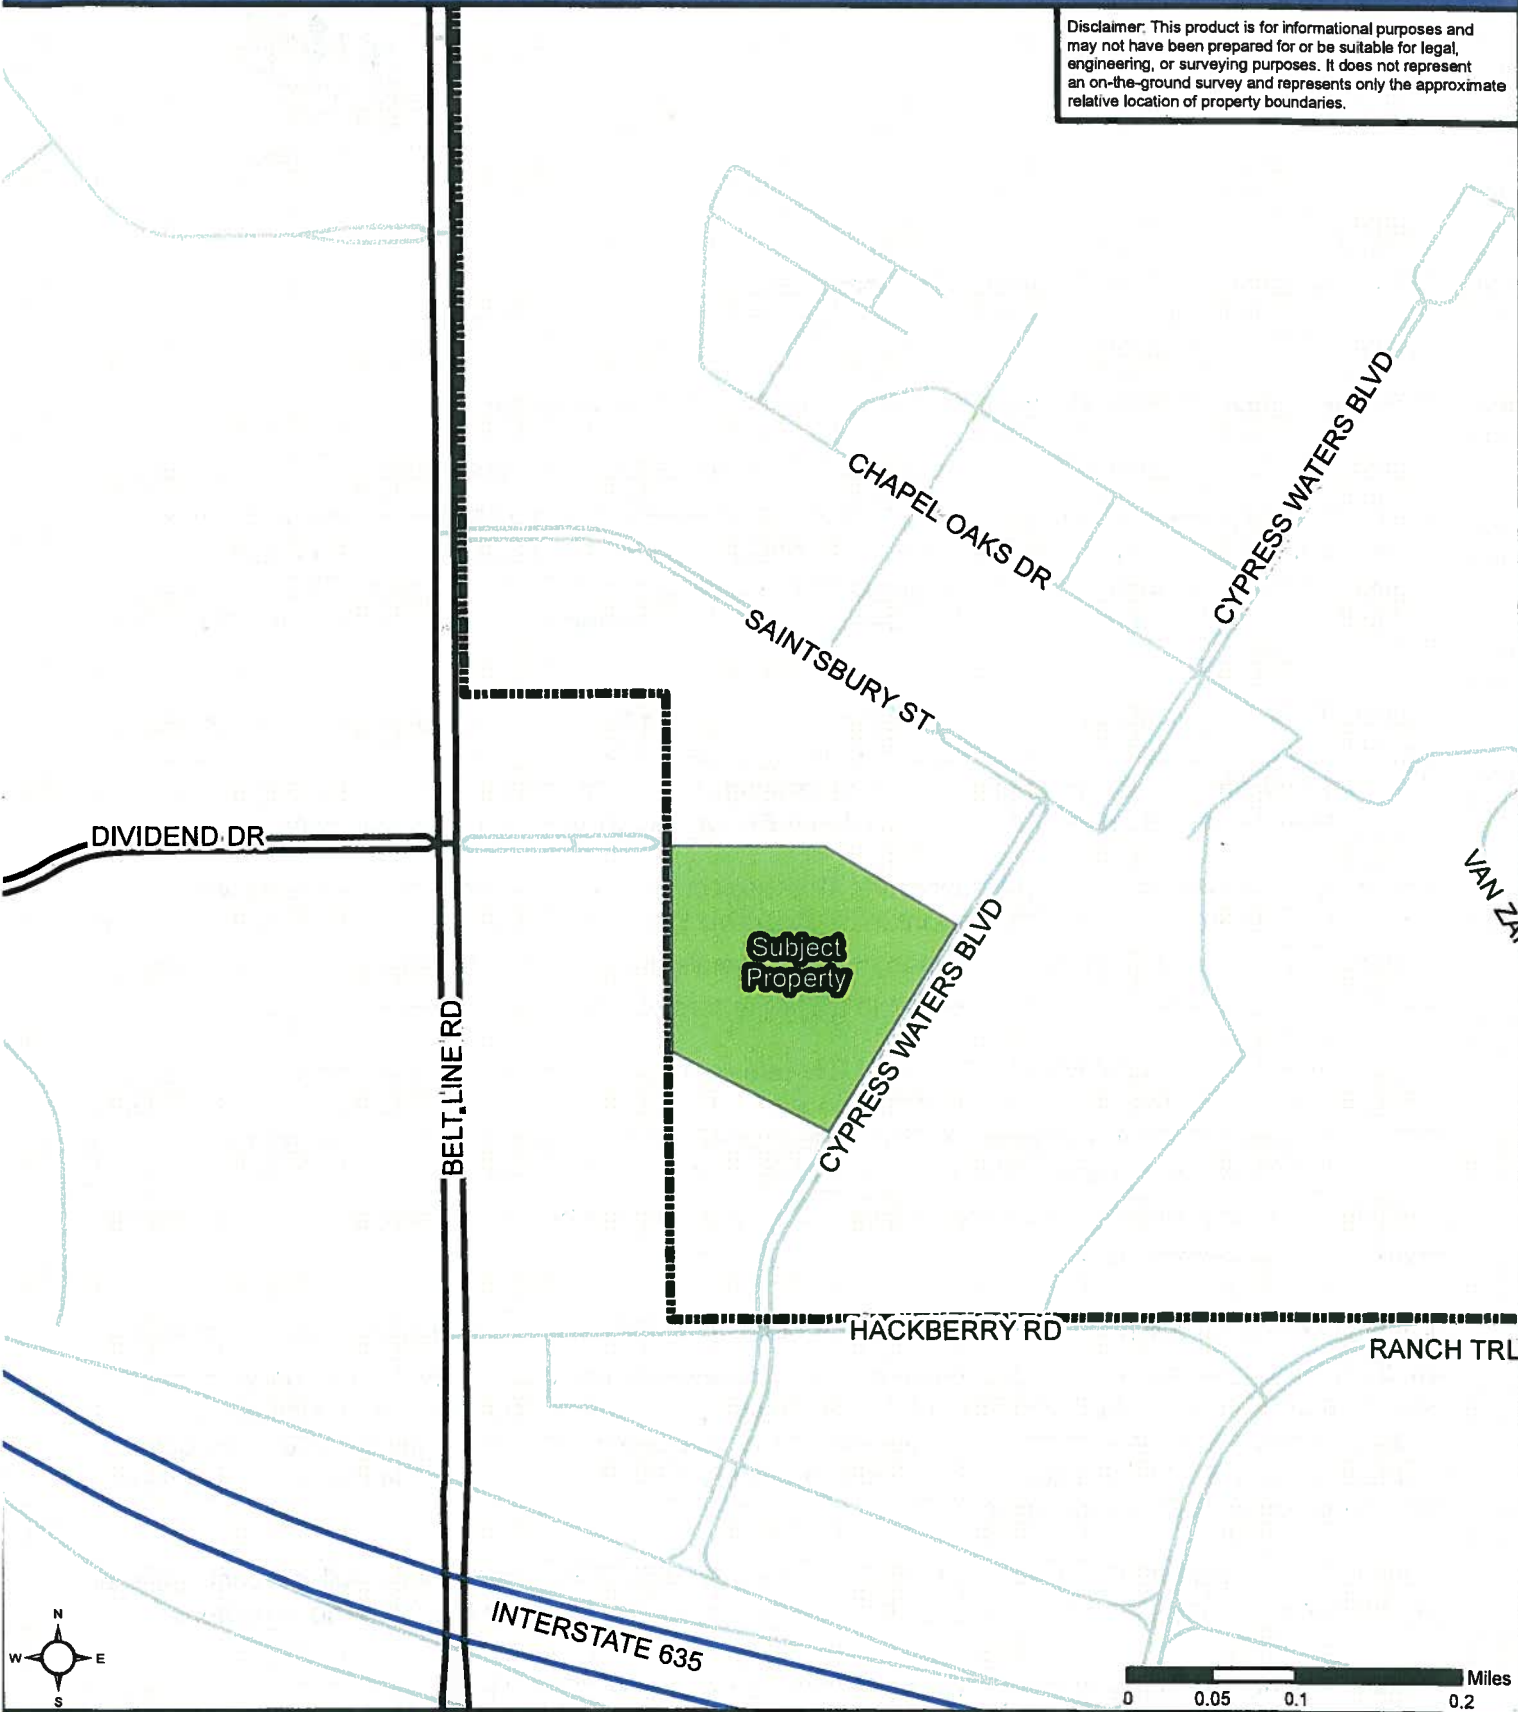 Disclaimer: This product is for informational purposes and
may not have been prepared for or be suitable for legal,
engineering, or surveying purposes. It does not represent
an on-the-ground survey and represents only the approximate
relative location of property boundaries.
CYPRESS WATERS BLVD
CHAPEL OAKS DR
SAINTSBURY ST
DIVIDEND DR
VAN
Subject
Property
CYPRESS WATERS BLVD
BELT LINE RD
HACKBERRY RD
RANCH TRL
INTERSTATE 635
N
W E
S
Miles
0 0.05 0.1 0.2